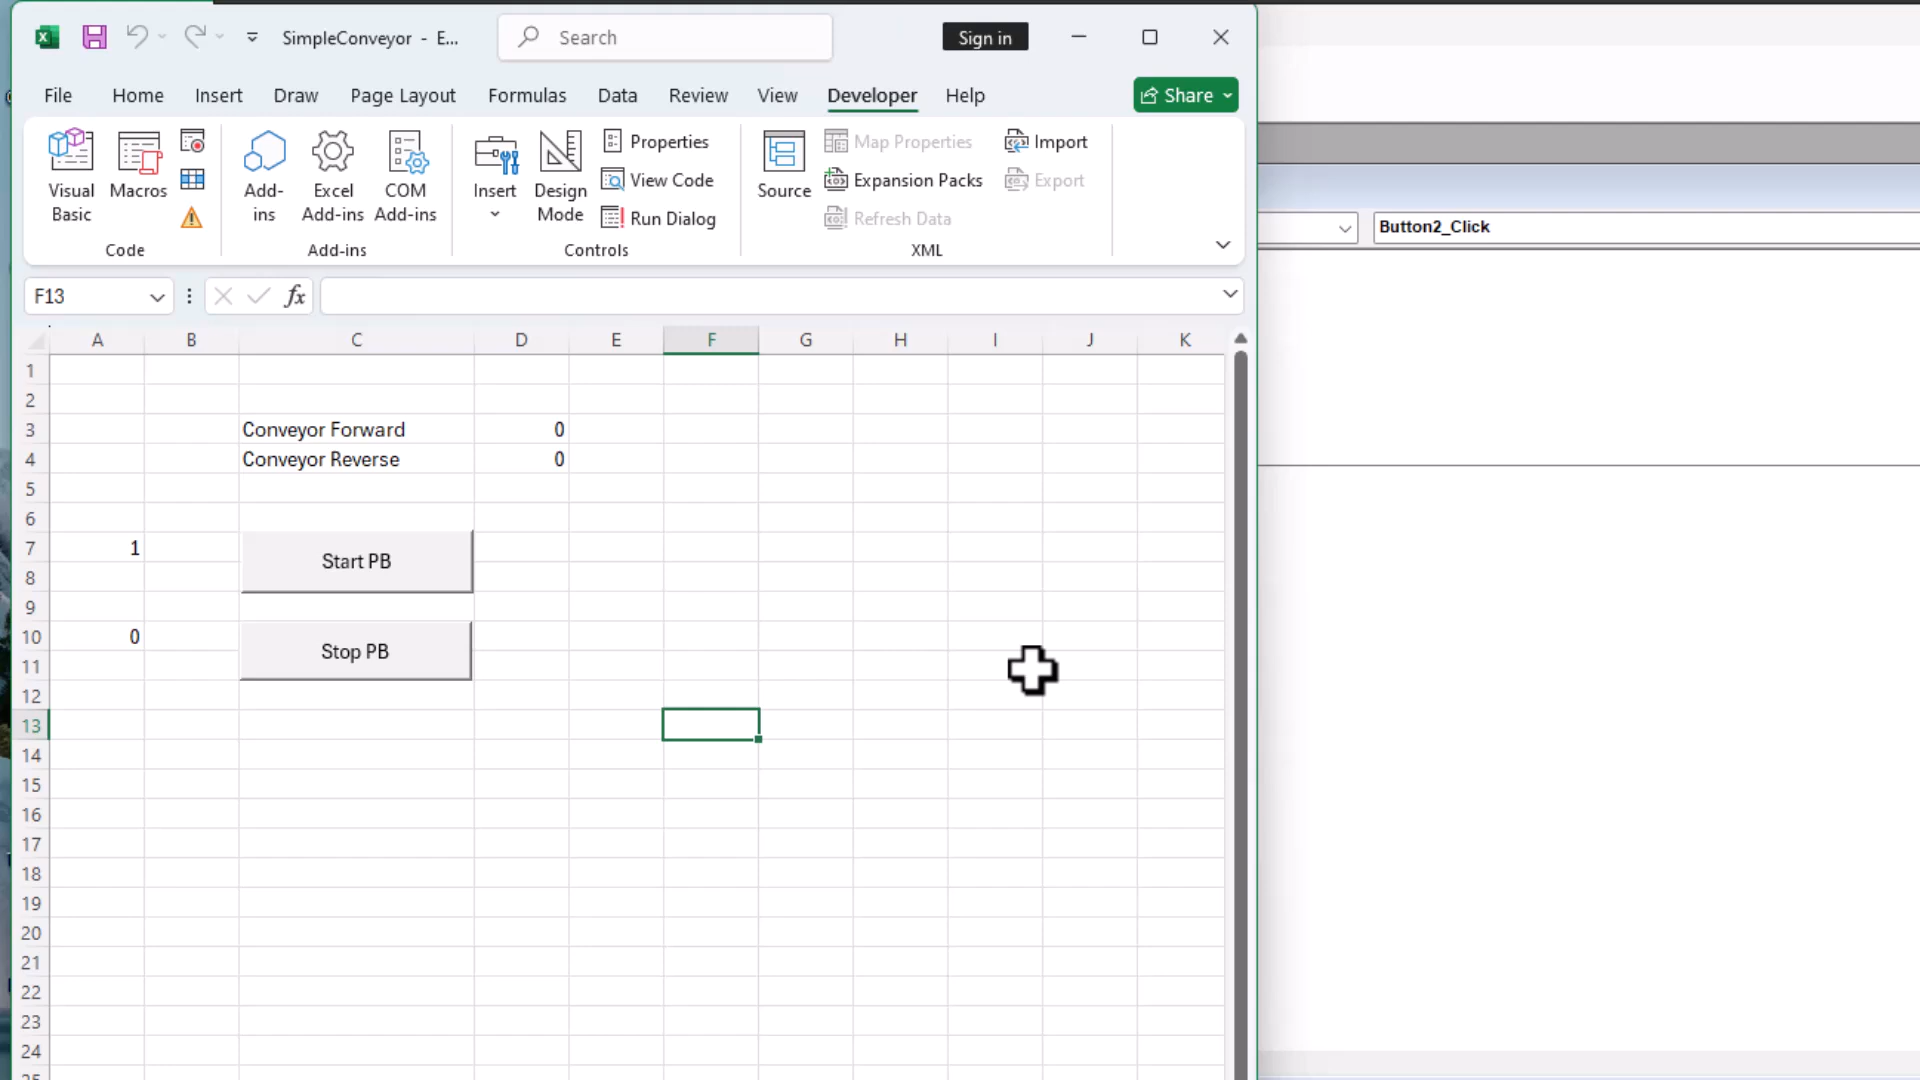 SimpleConveyor - E...
Search
Sign in
File Home Insert Draw Page Layout Formulas Data Review View Developer Help
Share
Visual Basic
Macros
Code
Add-ins
Excel Add-ins
COM Add-ins
Add-ins
Insert
Design Mode
Properties
View Code
Run Dialog
Controls
Source
Map Properties
Expansion Packs
Refresh Data
Import
Export
XML
Button2_Click
F13
fx
A B C D E F G H I J K
1
2
3 Conveyor Forward 0
4 Conveyor Reverse 0
5
6
7 1
Start PB
8
9
10 0
Stop PB
11
12
13
14
15
16
17
18
19
20
21
22
23
24